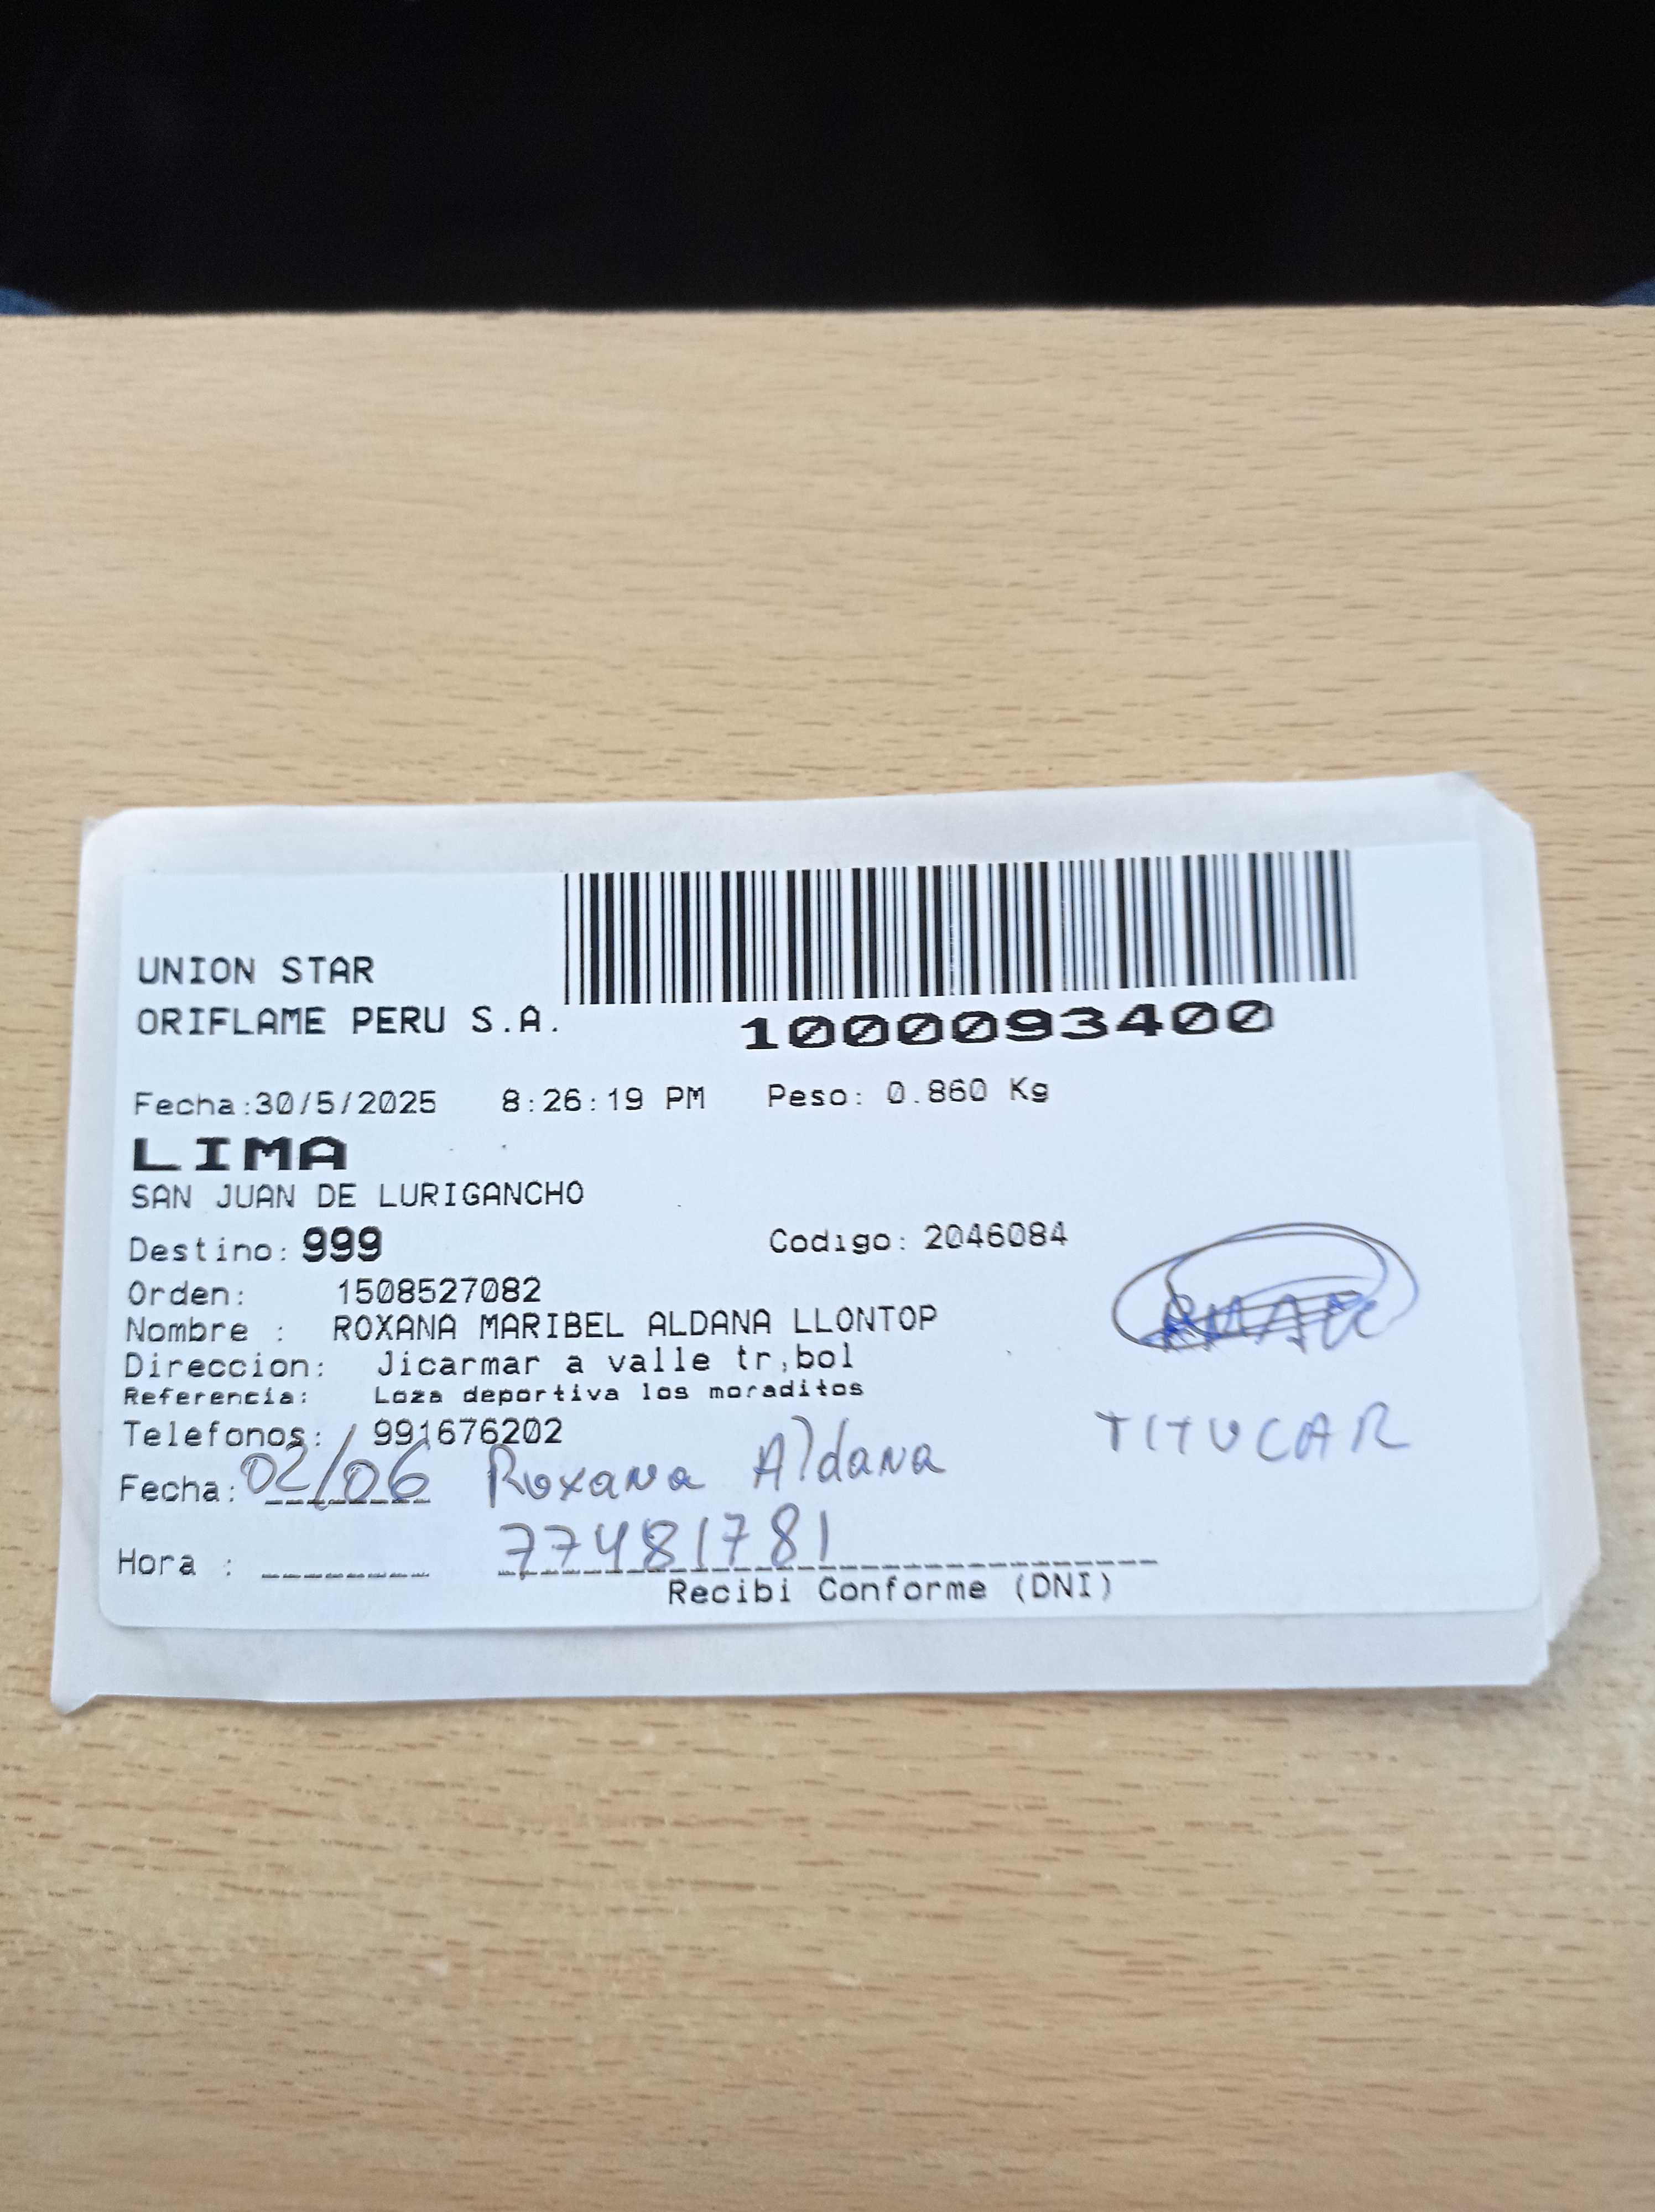 UNION STAR
ORIFLAME PERU S.A.
1000093400
Fecha:30/5/2025 8:26:19 PM Peso: 0.860 Kg
LIMA
SAN JUAN DE LURIGANCHO
Destino: 999 Codigo: 2046084
Orden: 1508527082
Nombre : ROXANA MARIBEL ALDANA LLONTOP
Direccion: Jicarmar a valle tr,bol
Referencia: Loza deportiva los moraditos
Telefonos: 991676202
TITULAR
Fecha: 02/06 Roxana Aldana
Hora : 77481781
Recibi Conforme (DNI)